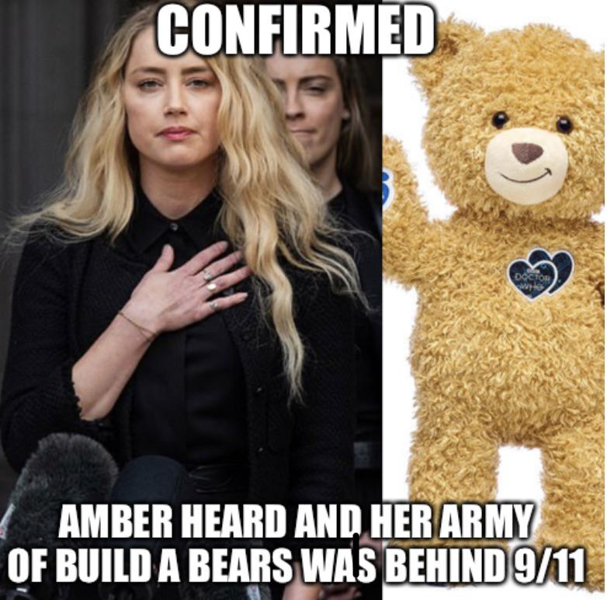 CONFIRMED
DOCTOR
WHO
AMBER HEARD AND HER ARMY
OF BUILD A BEARS WAS BEHIND 9/11